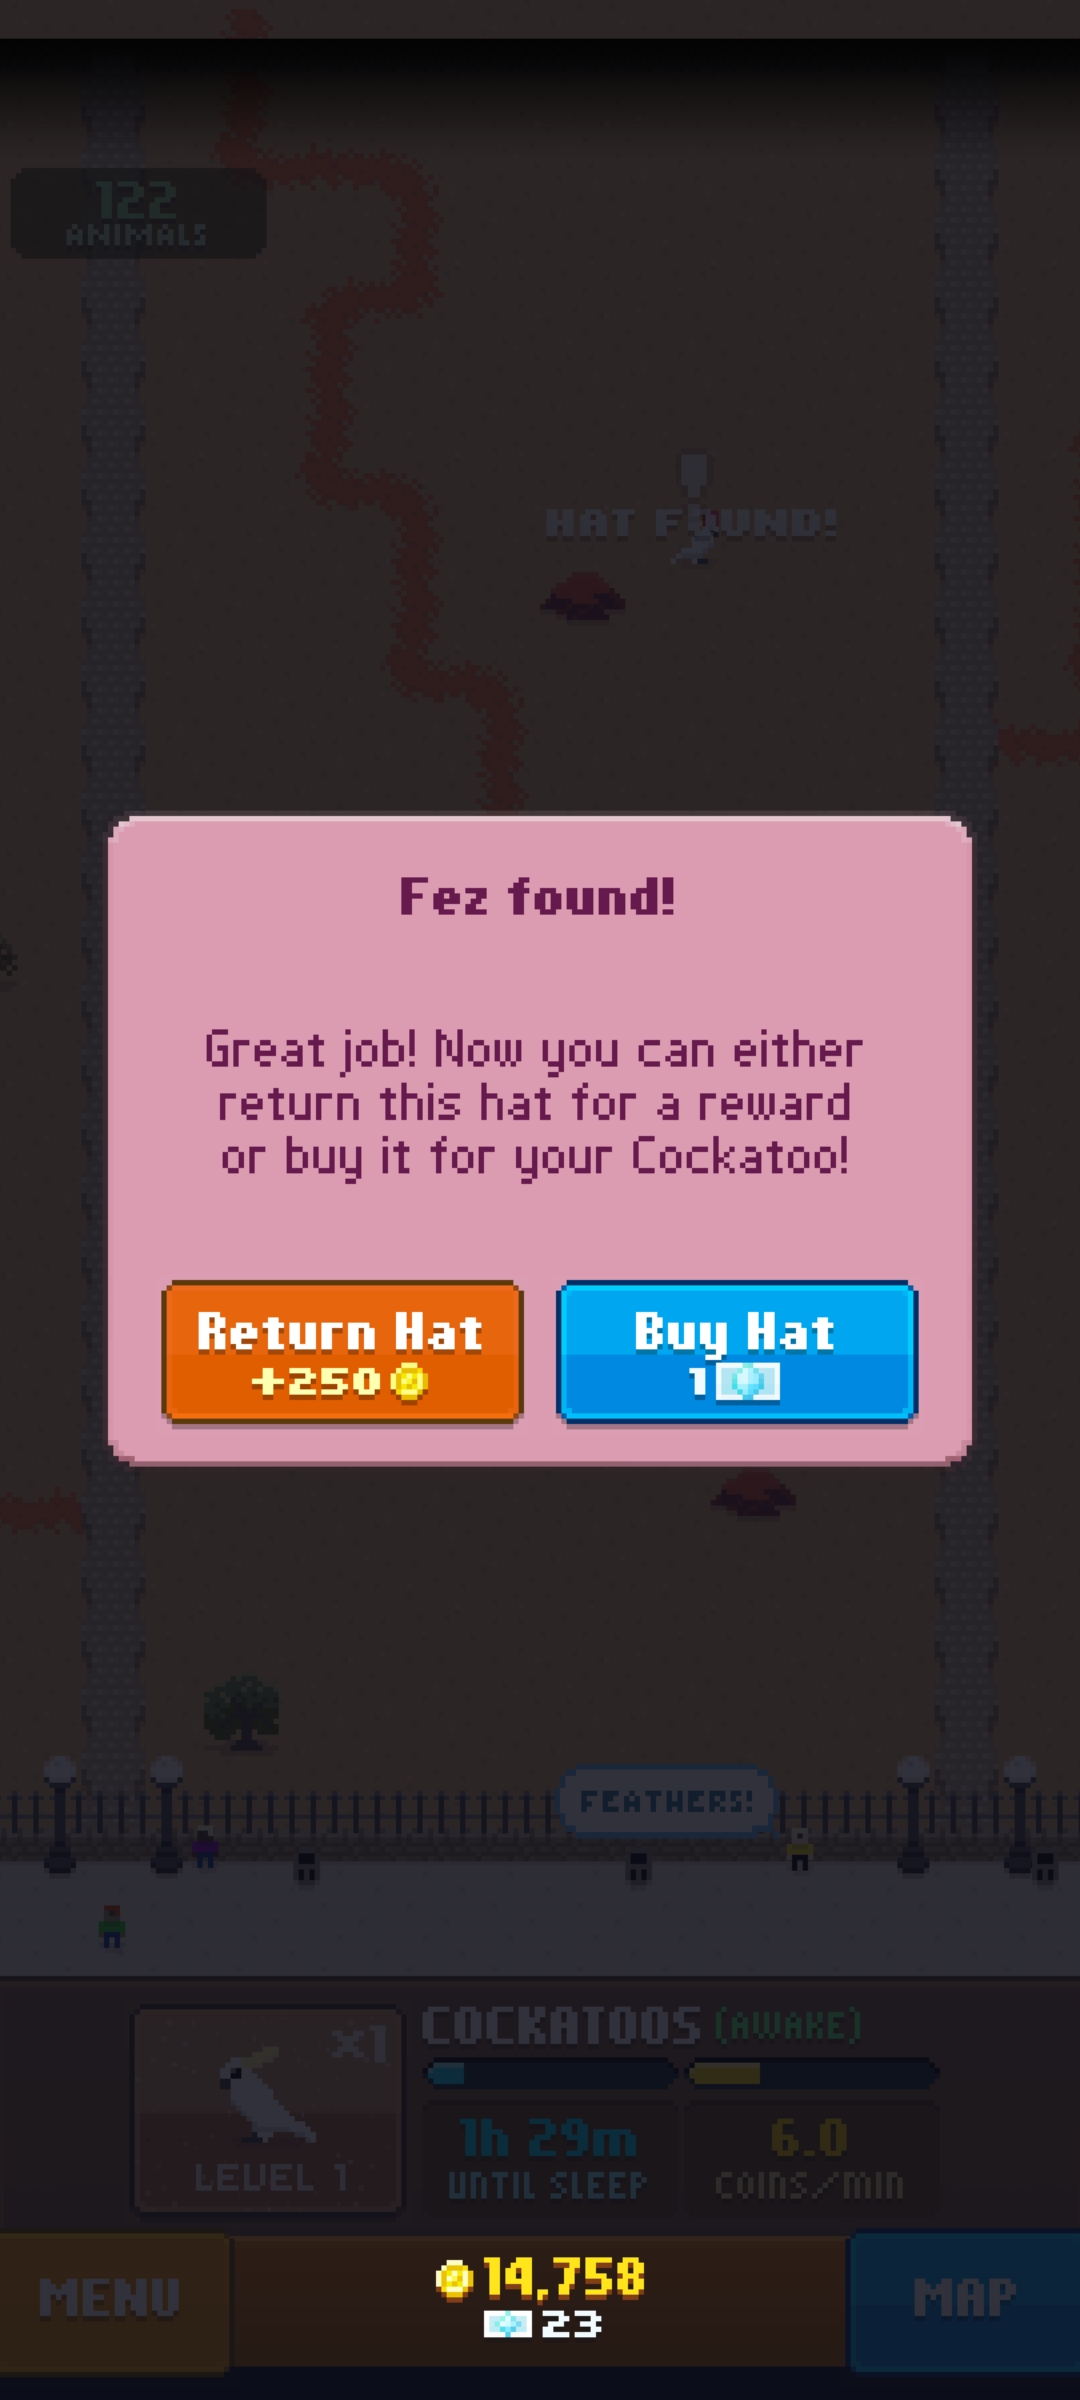 122
ANIMALS
HAT FOUND!
Fez found!
Great job! Now you can either
return this hat for a reward
or buy it for your Cockatoo!
Return Hat
+250
Buy Hat
1
FEATHERS!
x1
LEVEL 1
COCKATOOS (AWAKE)
1h 29m
UNTIL SLEEP
6.0
COINS/MIN
MENU
14,758
23
MAP